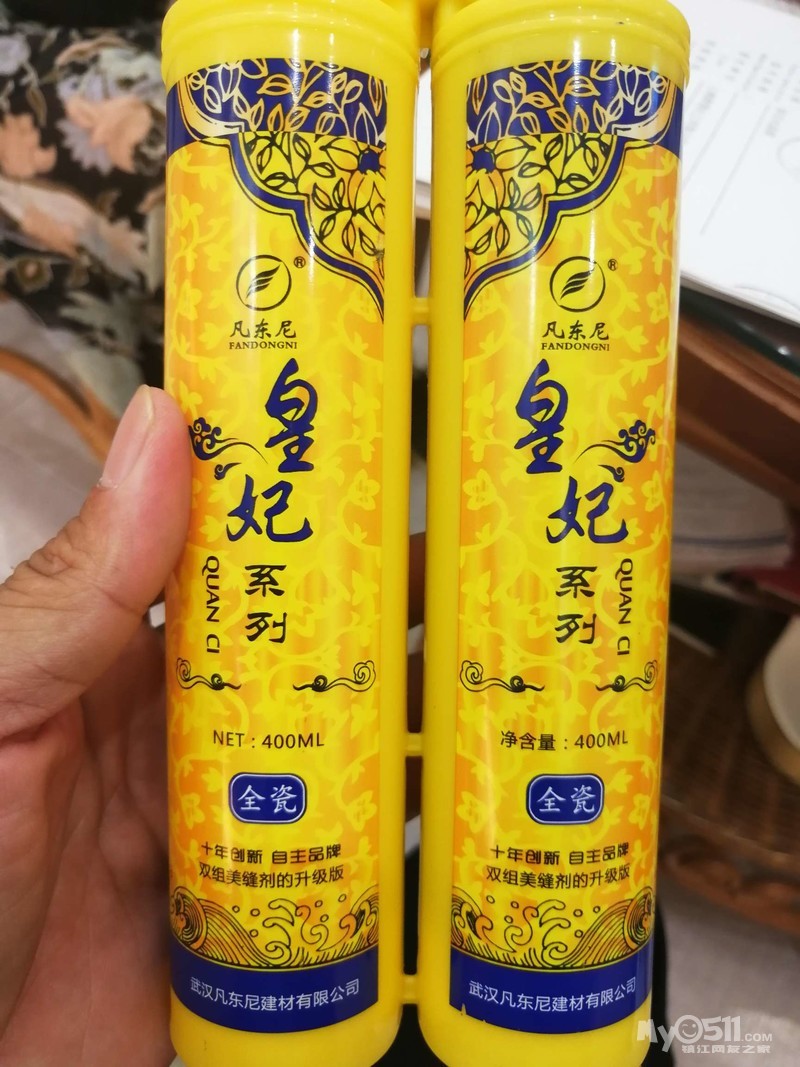 ®
凡东尼
FANDONGNI
皇妃
系列
QUAN CI
NET：400ML
全瓷
十年创新 自主品牌
双组美缝剂的升级版
武汉凡东尼建材有限公司
®
凡东尼
FANDONGNI
皇妃
系列
QUAN CI
净含量：400ML
全瓷
十年创新 自主品牌
双组美缝剂的升级版
武汉凡东尼建材有限公司
My0511.COM
镇江网友之家